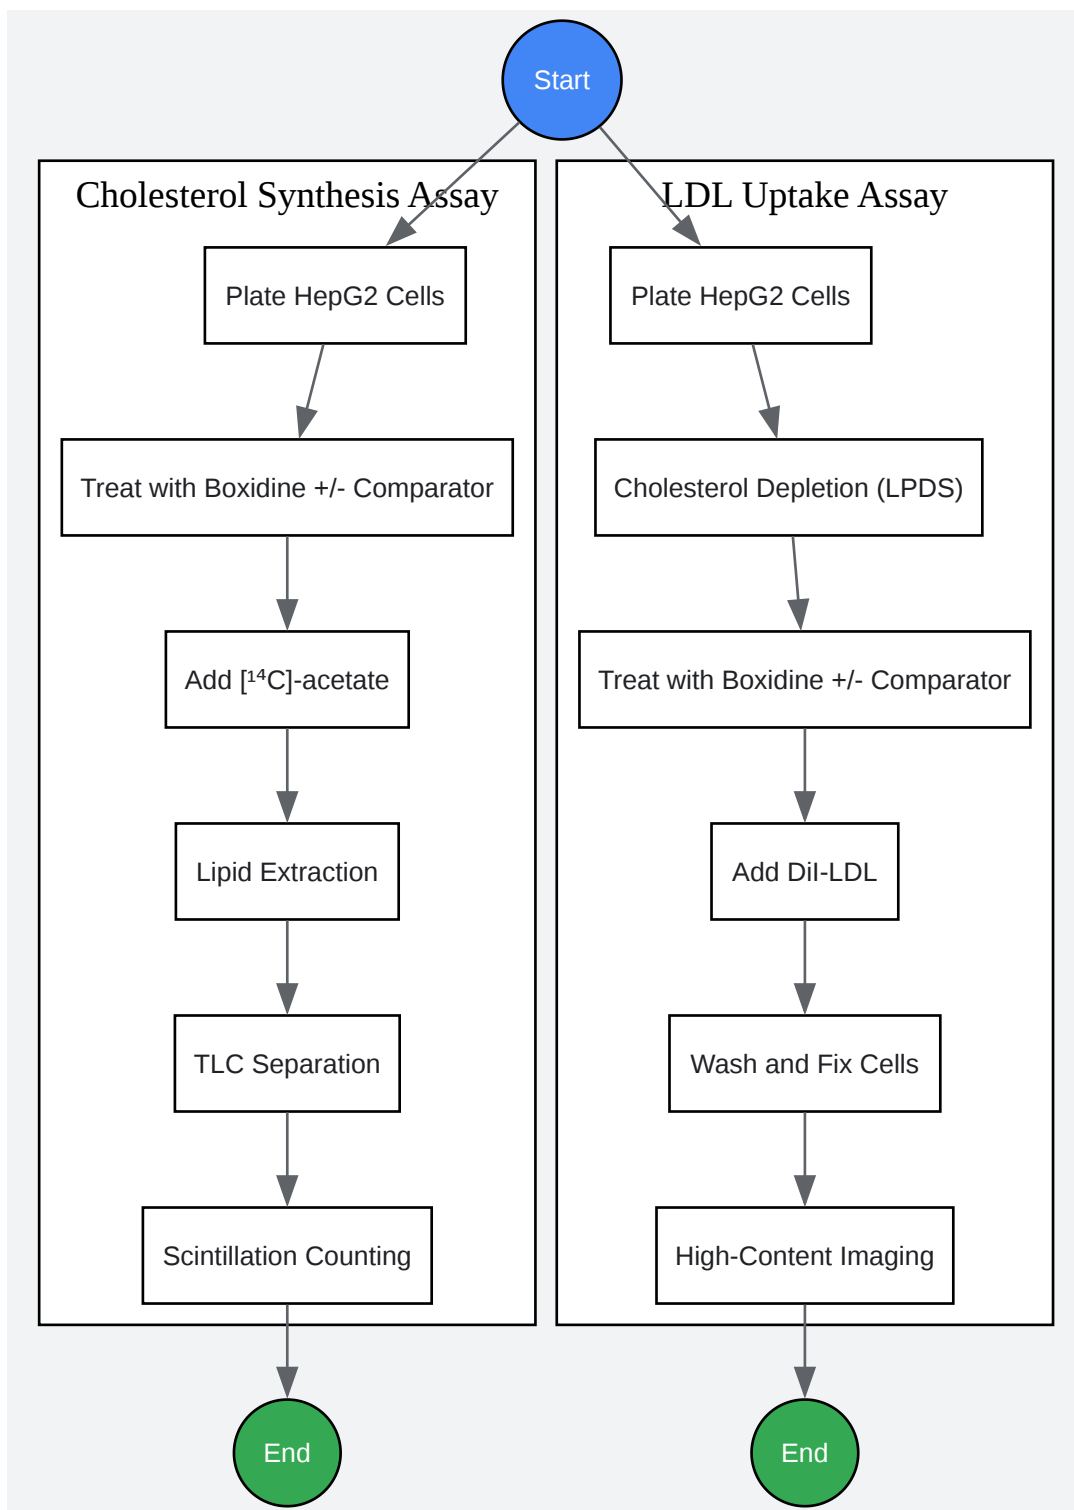 Start
Cholesterol Synthesis Assay
Plate HepG2 Cells
Treat with Boxidine +/- Comparator
Add [¹⁴C]-acetate
Lipid Extraction
TLC Separation
Scintillation Counting
End
LDL Uptake Assay
Plate HepG2 Cells
Cholesterol Depletion (LPDS)
Treat with Boxidine +/- Comparator
Add DiI-LDL
Wash and Fix Cells
High-Content Imaging
End